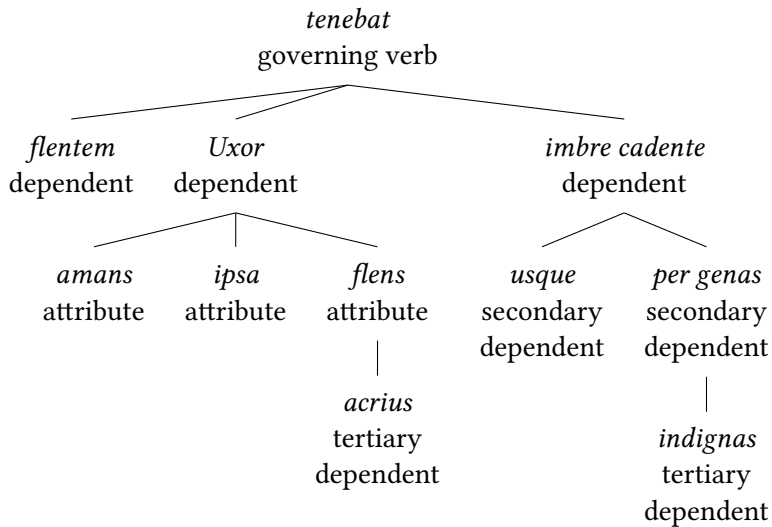 tenebat
governing verb
flentem
dependent
Uxor
dependent
imbre cadente
dependent
amans
attribute
ipsa
attribute
flens
attribute
usque
secondary
dependent
per genas
secondary
dependent
acrius
tertiary
dependent
indignas
tertiary
dependent